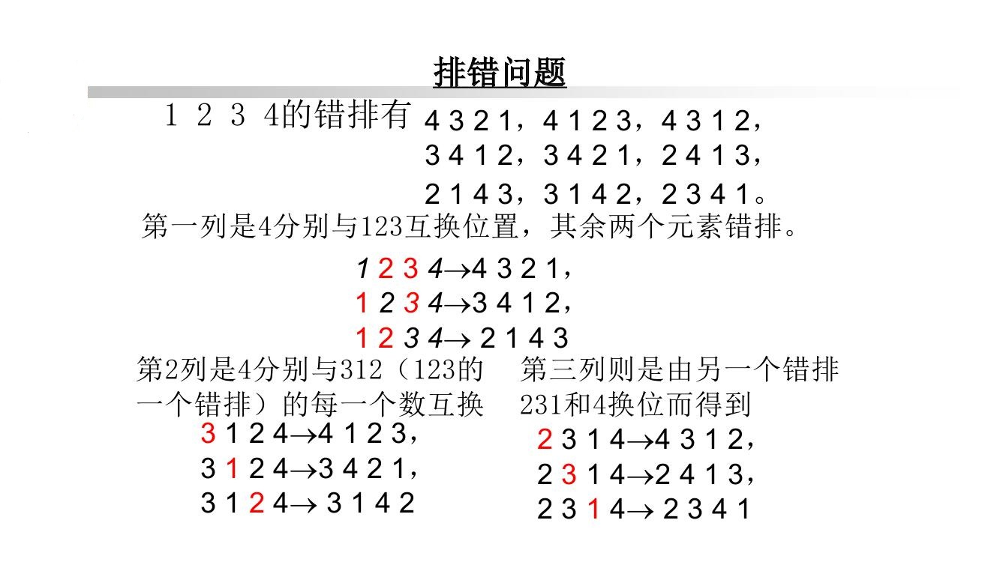 排错问题
1 2 3 4的错排有 4 3 2 1，4 1 2 3，4 3 1 2，
3 4 1 2，3 4 2 1，2 4 1 3，
2 1 4 3，3 1 4 2，2 3 4 1。
第一列是4分别与123互换位置，其余两个元素错排。
1 2 3 4→4 3 2 1，
1 2 3 4→3 4 1 2，
1 2 3 4→ 2 1 4 3
第2列是4分别与312（123的
一个错排）的每一个数互换
3 1 2 4→4 1 2 3，
3 1 2 4→3 4 2 1，
3 1 2 4→ 3 1 4 2
第三列则是由另一个错排
231和4换位而得到
2 3 1 4→4 3 1 2，
2 3 1 4→2 4 1 3，
2 3 1 4→ 2 3 4 1